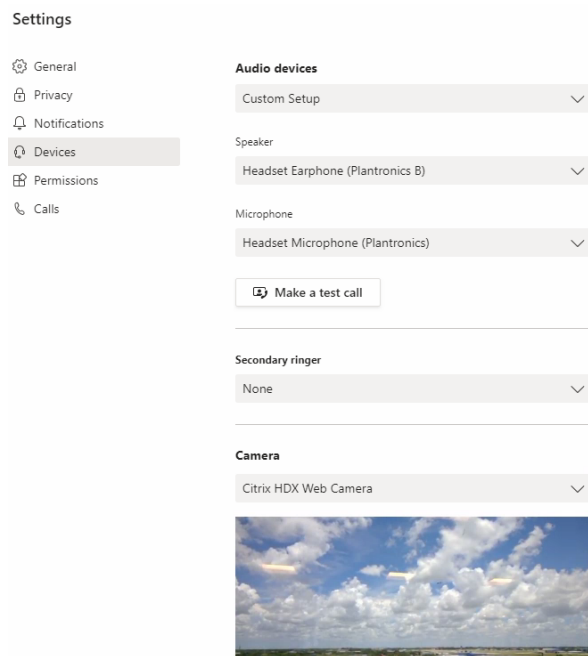 Settings
General
Privacy
Notifications
Devices
Permissions
Calls
Audio devices
Custom Setup
Speaker
Headset Earphone (Plantronics B)
Microphone
Headset Microphone (Plantronics)
Make a test call
Secondary ringer
None
Camera
Citrix HDX Web Camera